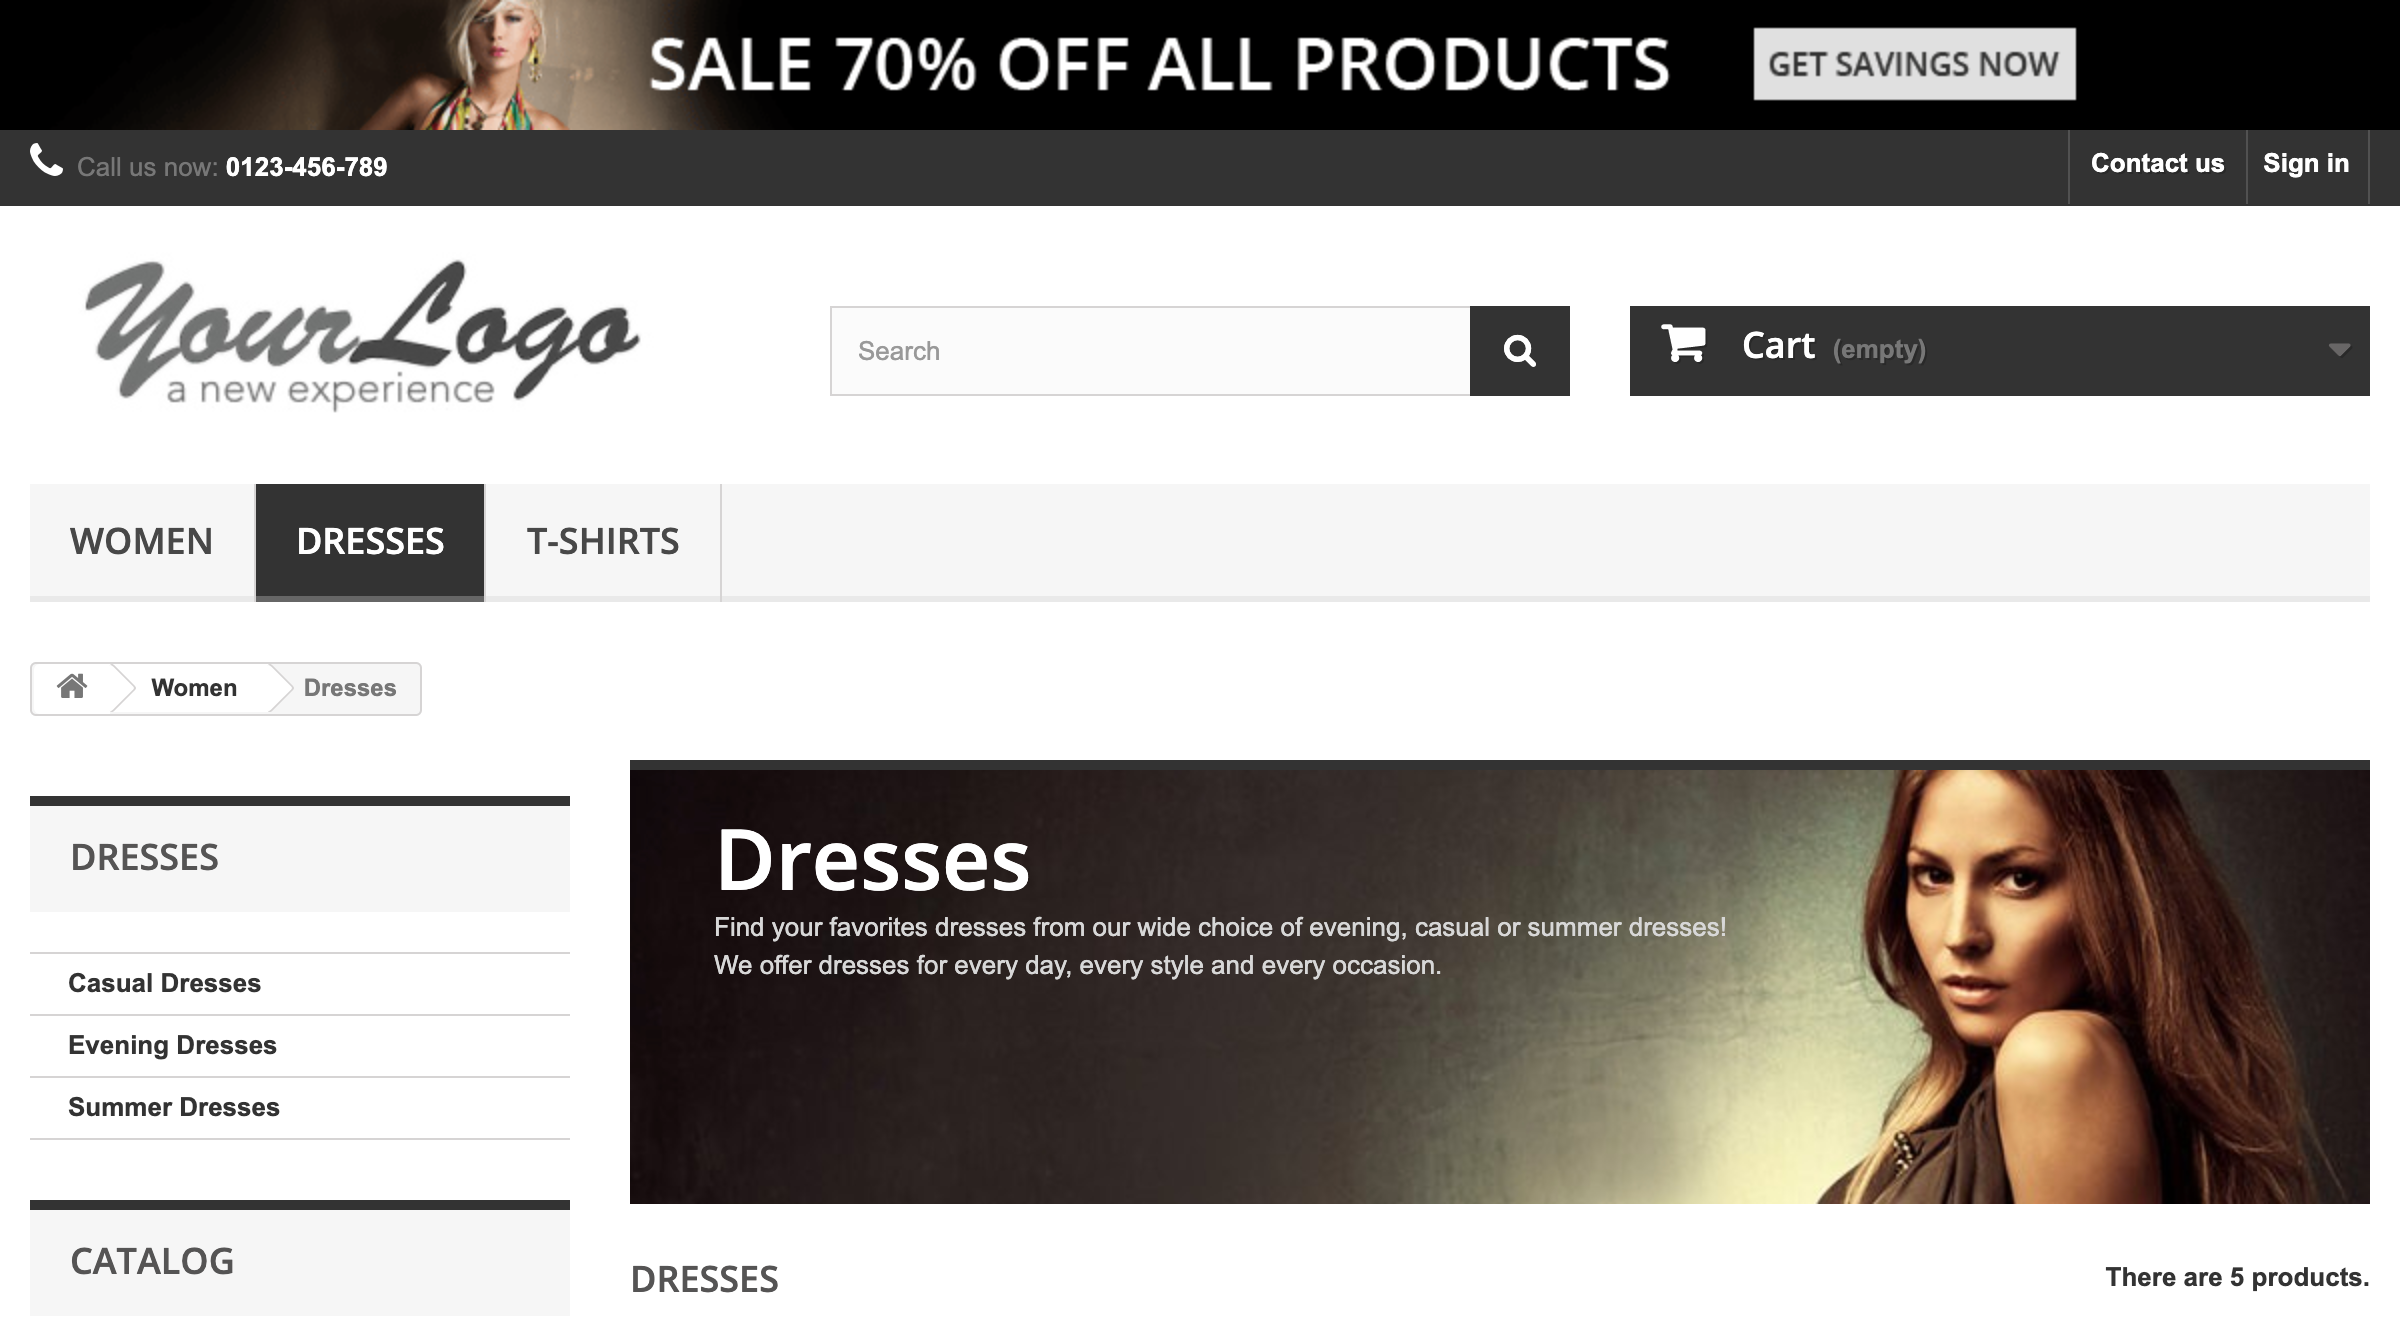 SALE 70% OFF ALL PRODUCTS
GET SAVINGS NOW
Call us now: 0123-456-789
Contact us
Sign in
YourLogo
a new experience
Search
Cart (empty)
WOMEN
DRESSES
T-SHIRTS
Women
Dresses
DRESSES
Casual Dresses
Evening Dresses
Summer Dresses
CATALOG
Dresses
Find your favorites dresses from our wide choice of evening, casual or summer dresses!
We offer dresses for every day, every style and every occasion.
DRESSES
There are 5 products.